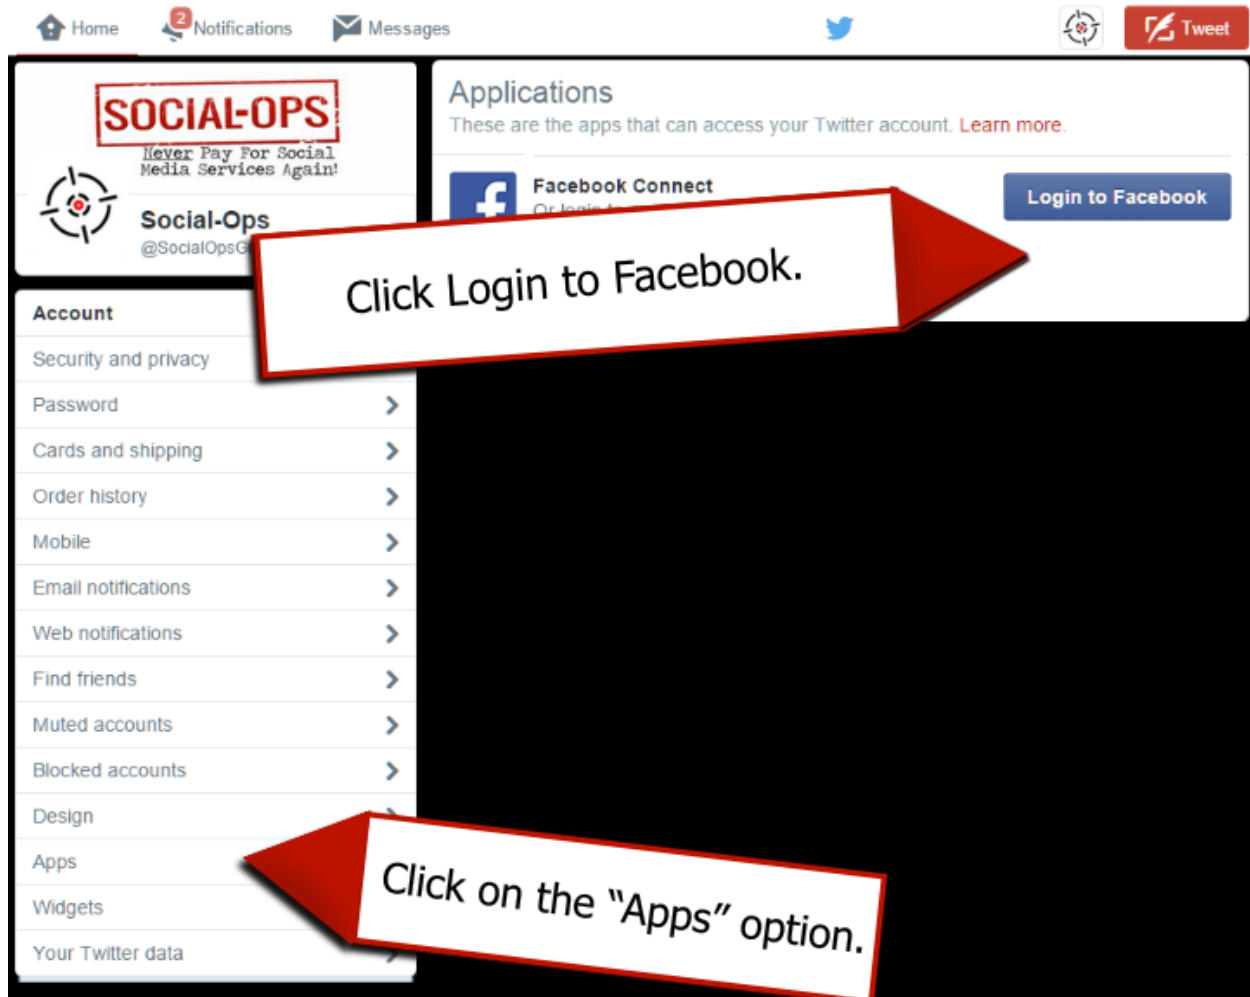 Home
2
Notifications
Messages
Tweet
SOCIAL-OPS
Never Pay For Social
Media Services Again!
Social-Ops
Applications
These are the apps that can access your Twitter account. Learn more.
Facebook Connect
Login to Facebook
Click Login to Facebook.
Account
Security and privacy
Password
Cards and shipping
Order history
Mobile
Email notifications
Web notifications
Find friends
Muted accounts
Blocked accounts
Design
Apps
Widgets
Your Twitter data
Click on the “Apps” option.